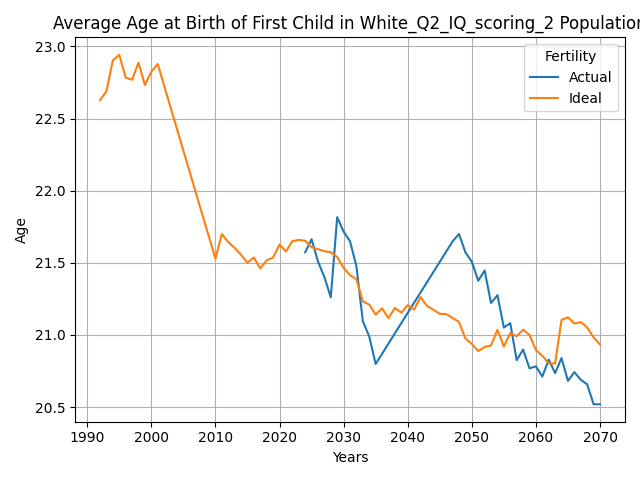 Average Age at Birth of First Child in White_Q2_IQ_scoring_2 Population
Fertility
Actual
Ideal
Age
23.0
22.5
22.0
21.5
21.0
20.5
1990 2000 2010 2020 2030 2040 2050 2060 2070
Years